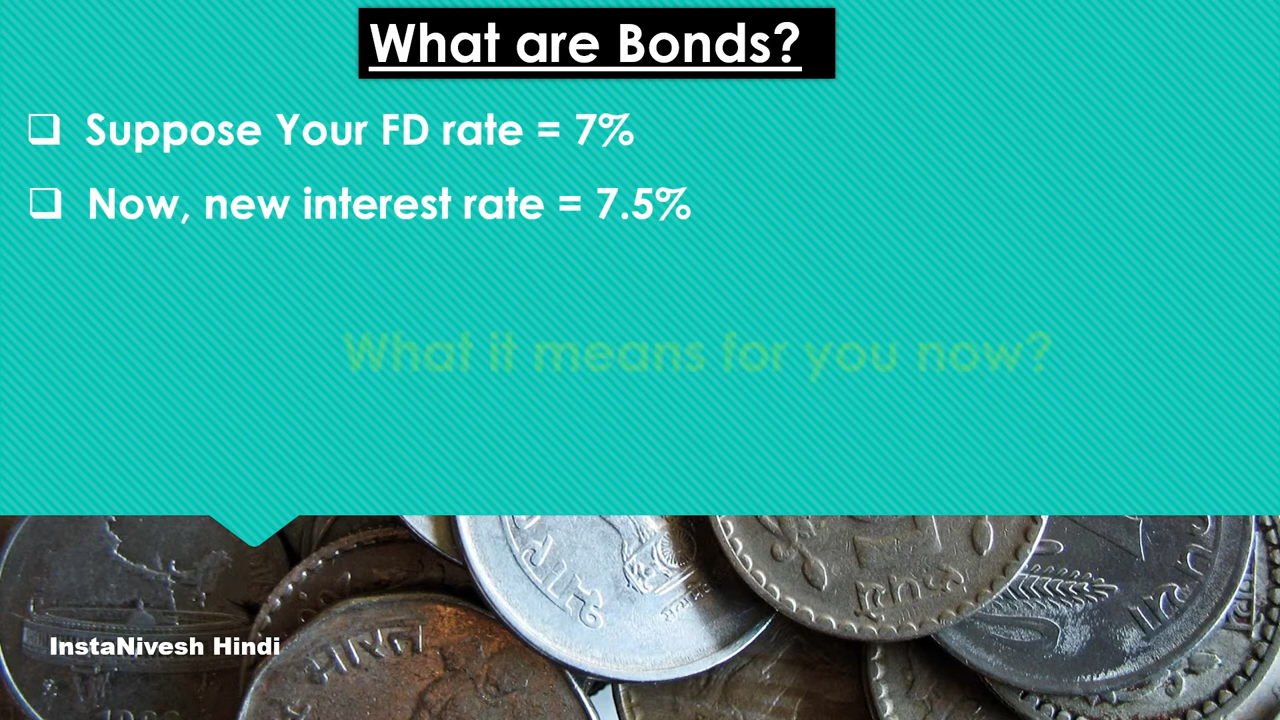 What are Bonds?
Suppose Your FD rate = 7%
Now, new interest rate = 7.5%
What it means for you now?
InstaNivesh Hindi